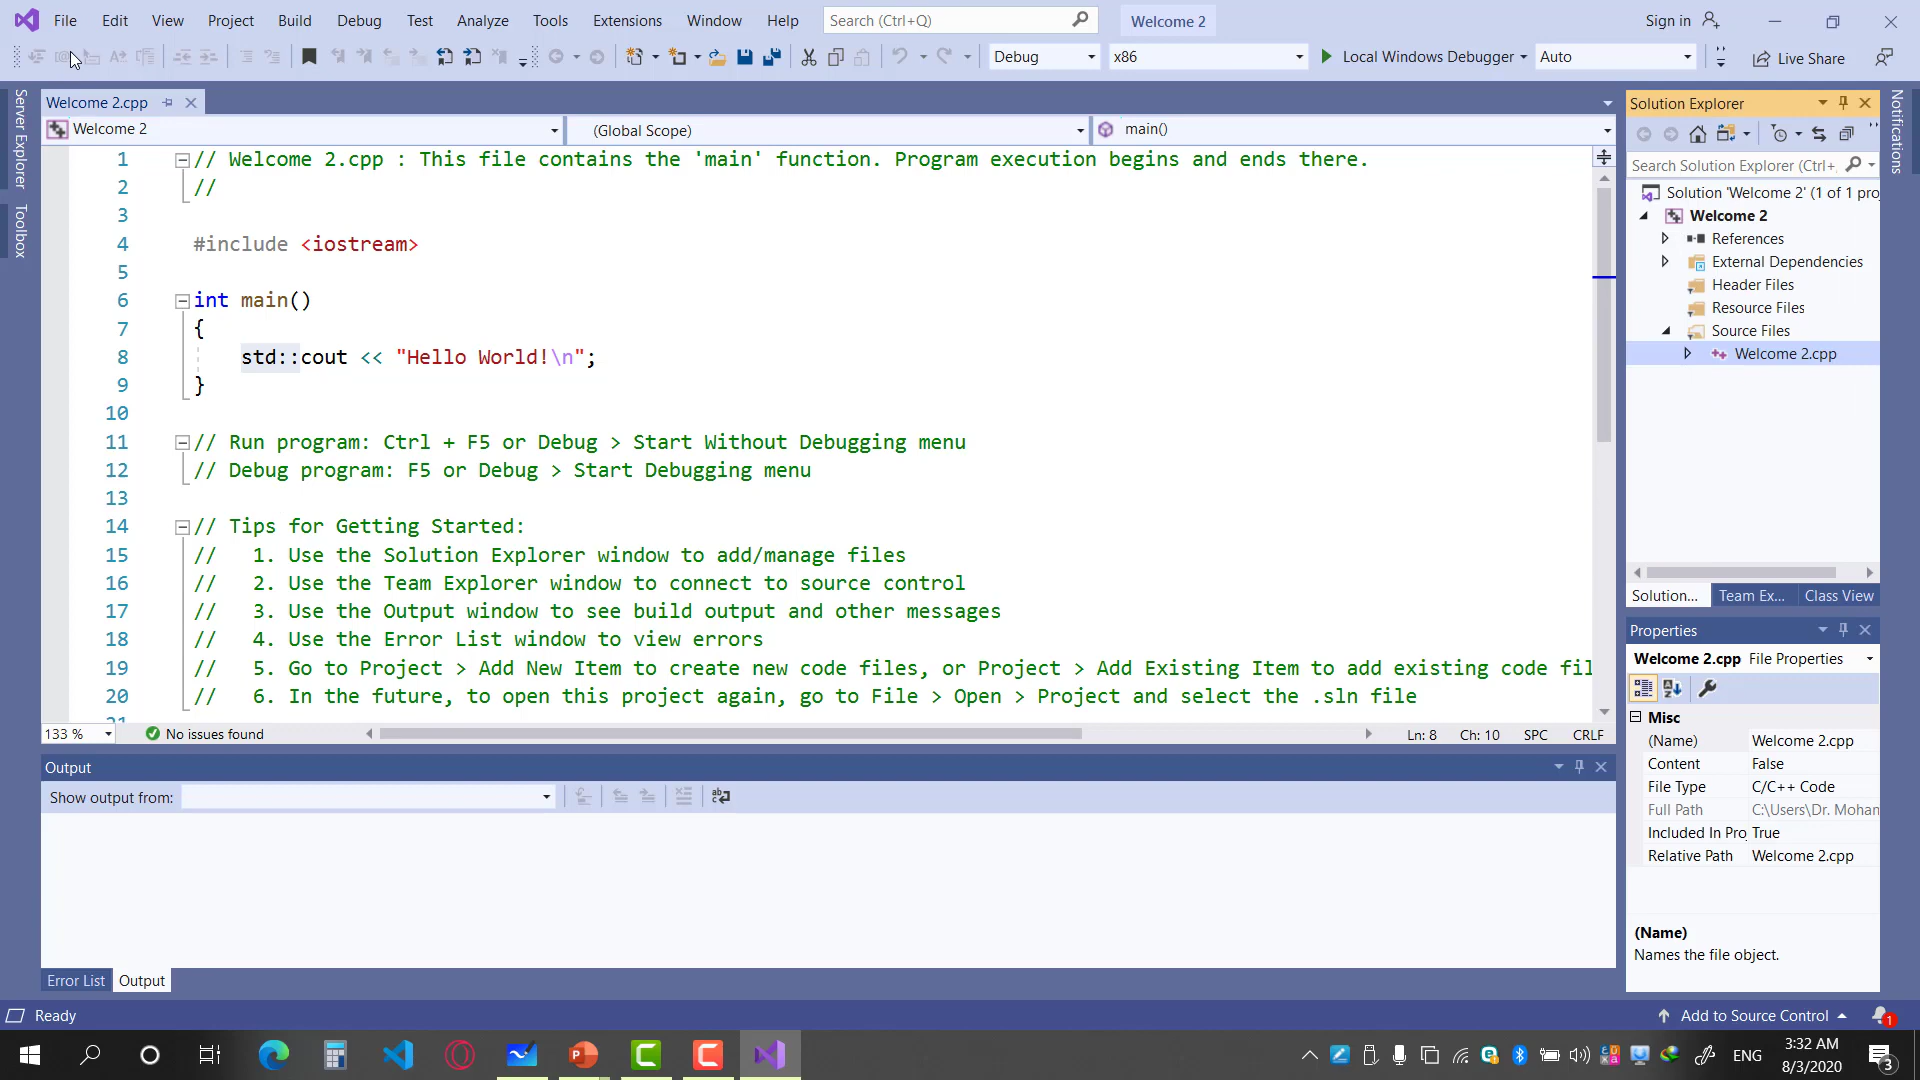 File Edit View Project Build Debug Test Analyze Tools Extensions Window Help Search (Ctrl+Q) Welcome 2 Sign in
Debug x86 Local Windows Debugger Auto Live Share
Server Explorer
Toolbox
Welcome 2.cpp
Welcome 2 (Global Scope) main()
1 // Welcome 2.cpp : This file contains the 'main' function. Program execution begins and ends there.
2 //
3
4 #include <iostream>
5
6 int main()
7 {
8 std::cout << "Hello World!\n";
9 }
10
11 // Run program: Ctrl + F5 or Debug > Start Without Debugging menu
12 // Debug program: F5 or Debug > Start Debugging menu
13
14 // Tips for Getting Started:
15 // 1. Use the Solution Explorer window to add/manage files
16 // 2. Use the Team Explorer window to connect to source control
17 // 3. Use the Output window to see build output and other messages
18 // 4. Use the Error List window to view errors
19 // 5. Go to Project > Add New Item to create new code files, or Project > Add Existing Item to add existing code fil
20 // 6. In the future, to open this project again, go to File > Open > Project and select the .sln file
133 % No issues found Ln: 8 Ch: 10 SPC CRLF
Output
Show output from:
Error List Output
Solution Explorer
Search Solution Explorer (Ctrl+
Solution 'Welcome 2' (1 of 1 proj
Welcome 2
References
External Dependencies
Header Files
Resource Files
Source Files
Welcome 2.cpp
Solution... Team Ex... Class View
Properties
Welcome 2.cpp File Properties
Misc
(Name) Welcome 2.cpp
Content False
File Type C/C++ Code
Full Path C:\Users\Dr. Moham
Included In Pro True
Relative Path Welcome 2.cpp
(Name)
Names the file object.
Notifications
Ready Add to Source Control 1
ENG 3:32 AM
8/3/2020 3